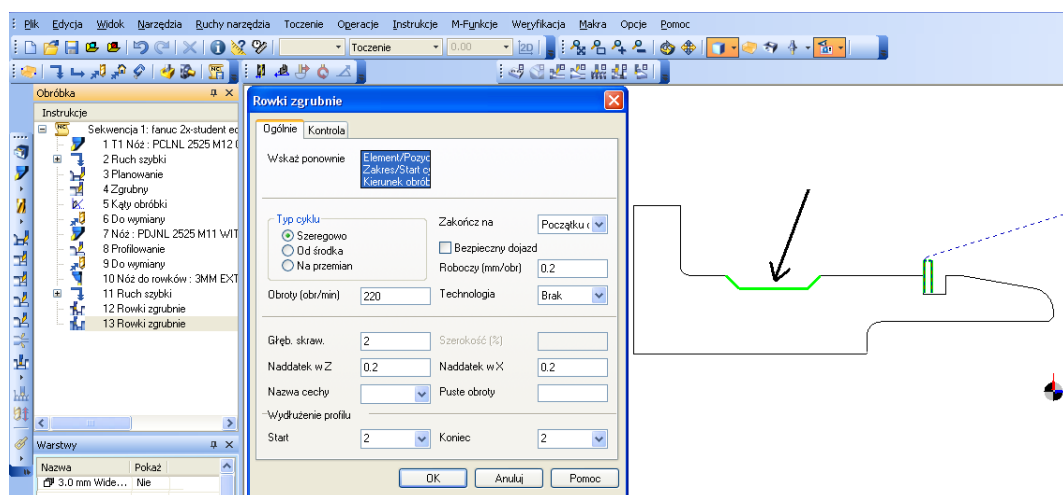 Plik Edycja Widok Narzędzia Ruchy narzędzia Toczenie Operacje Instrukcje M-Funkcje Weryfikacja Makra Opcje Pomoc
Toczenie 0.00 2D
Obróbka
Instrukcje
Sekwencja 1: fanuc 2x-student ec
1 T1 Nóż : PCLNL 2525 M12
2 Ruch szybki
3 Planowanie
4 Zgrubny
5 Kąty obróbki
6 Do wymiany
7 Nóż : PDJNL 2525 M11 WIT
8 Profilowanie
9 Do wymiany
10 Nóż do rowków : 3MM EXT
11 Ruch szybki
12 Rowki zgrubnie
13 Rowki zgrubnie
Warstwy
Nazwa Pokaż
3.0 mm Wide... Nie
Rowki zgrubnie
Ogólnie Kontrola
Wskaż ponownie
Element/Pozyc
Zakres/Start cy
Kierunek obrób
Typ cyklu
Szeregowo
Od środka
Na przemian
Zakończ na Początku
Bezpieczny dojazd
Roboczy (mm/obr) 0.2
Obroty (obr/min) 220 Technologia Brak
Głęb. skraw. 2 Szerokość (%)
Naddatek w Z 0.2 Naddatek w X 0.2
Nazwa cechy Puste obroty
Wydłużenie profilu
Start 2 Koniec 2
OK Anuluj Pomoc